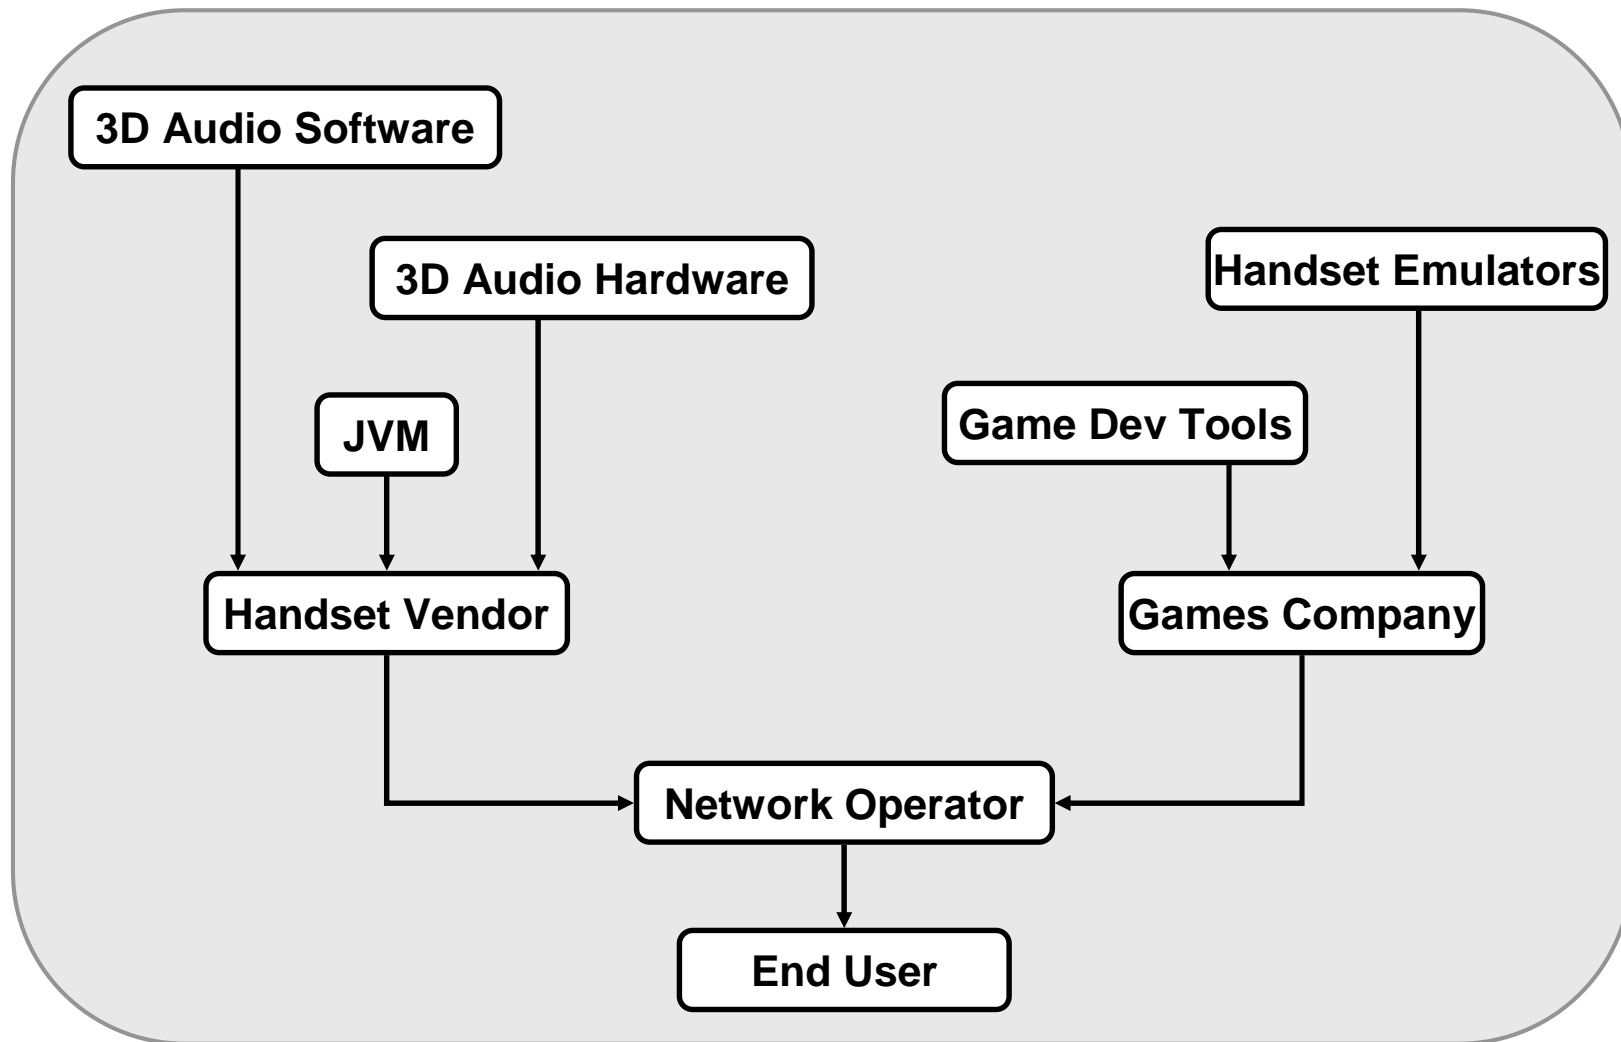 3D Audio Software
3D Audio Hardware
Handset Emulators
JVM
Game Dev Tools
Handset Vendor
Games Company
Network Operator
End User